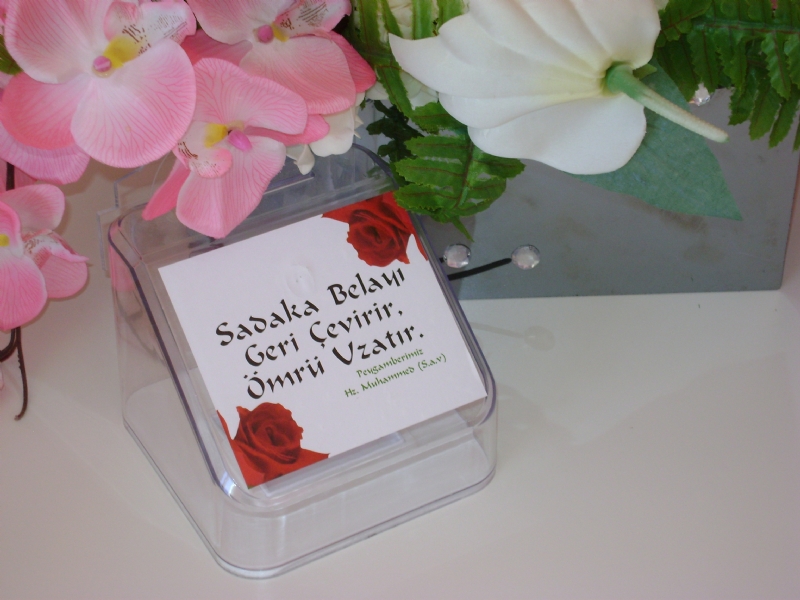 Sadaka Belayı
Geri Çevirir,
Ömrü Uzatır.
Peygamberimiz
Hz. Muhammed (S.a.v)